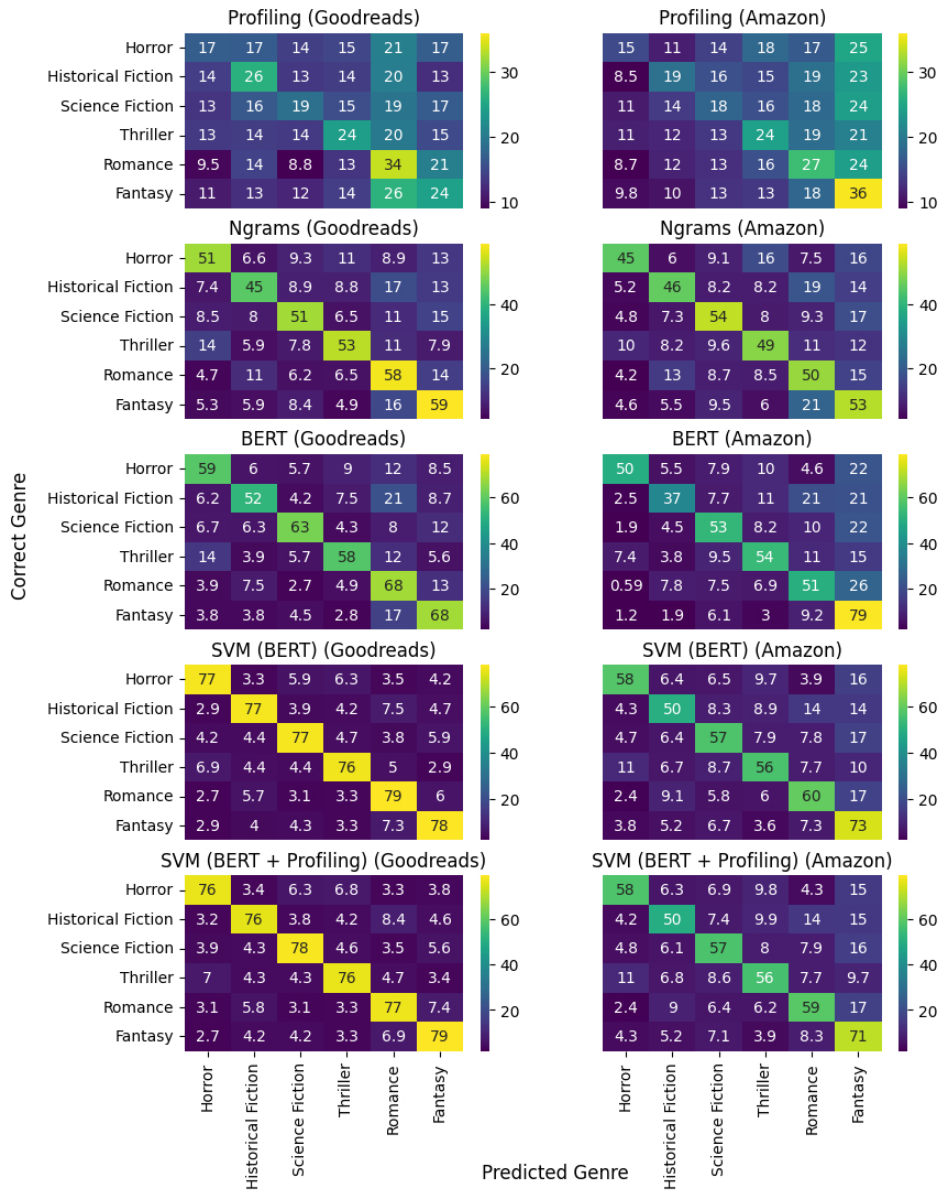 Profiling (Goodreads)
Horror 17 17 14 15 21 17
Historical Fiction 14 26 13 14 20 13
Science Fiction 13 16 19 15 19 17
Thriller 13 14 14 24 20 15
Romance 9.5 14 8.8 13 34 21
Fantasy 11 13 12 14 26 24
30
20
10
Profiling (Amazon)
15 11 14 18 17 25
8.5 19 16 15 19 23
11 14 18 16 18 24
11 12 13 24 19 21
8.7 12 13 16 27 24
9.8 10 13 13 18 36
30
20
10
Ngrams (Goodreads)
Horror 51 6.6 9.3 11 8.9 13
Historical Fiction 7.4 45 8.9 8.8 17 13
Science Fiction 8.5 8 51 6.5 11 15
Thriller 14 5.9 7.8 53 11 7.9
Romance 4.7 11 6.2 6.5 58 14
Fantasy 5.3 5.9 8.4 4.9 16 59
40
20
Ngrams (Amazon)
45 6 9.1 16 7.5 16
5.2 46 8.2 8.2 19 14
4.8 7.3 54 8 9.3 17
10 8.2 9.6 49 11 12
4.2 13 8.7 8.5 50 15
4.6 5.5 9.5 6 21 53
40
20
BERT (Goodreads)
Horror 59 6 5.7 9 12 8.5
Historical Fiction 6.2 52 4.2 7.5 21 8.7
Science Fiction 6.7 6.3 63 4.3 8 12
Thriller 14 3.9 5.7 58 12 5.6
Romance 3.9 7.5 2.7 4.9 68 13
Fantasy 3.8 3.8 4.5 2.8 17 68
60
40
20
BERT (Amazon)
50 5.5 7.9 10 4.6 22
2.5 37 7.7 11 21 21
1.9 4.5 53 8.2 10 22
7.4 3.8 9.5 54 11 15
0.59 7.8 7.5 6.9 51 26
1.2 1.9 6.1 3 9.2 79
60
40
20
Correct Genre
SVM (BERT) (Goodreads)
Horror 77 3.3 5.9 6.3 3.5 4.2
Historical Fiction 2.9 77 3.9 4.2 7.5 4.7
Science Fiction 4.2 4.4 77 4.7 3.8 5.9
Thriller 6.9 4.4 4.4 76 5 2.9
Romance 2.7 5.7 3.1 3.3 79 6
Fantasy 2.9 4 4.3 3.3 7.3 78
60
40
20
SVM (BERT) (Amazon)
58 6.4 6.5 9.7 3.9 16
4.3 50 8.3 8.9 14 14
4.7 6.4 57 7.9 7.8 17
11 6.7 8.7 56 7.7 10
2.4 9.1 5.8 6 60 17
3.8 5.2 6.7 3.6 7.3 73
60
40
20
SVM (BERT + Profiling) (Goodreads)
Horror 76 3.4 6.3 6.8 3.3 3.8
Historical Fiction 3.2 76 3.8 4.2 8.4 4.6
Science Fiction 3.9 4.3 78 4.6 3.5 5.6
Thriller 7 4.3 4.3 76 4.7 3.4
Romance 3.1 5.8 3.1 3.3 77 7.4
Fantasy 2.7 4.2 4.2 3.3 6.9 79
60
40
20
SVM (BERT + Profiling) (Amazon)
58 6.3 6.9 9.8 4.3 15
4.2 50 7.4 9.9 14 15
4.8 6.1 57 8 7.9 16
11 6.8 8.6 56 7.7 9.7
2.4 9 6.4 6.2 59 17
4.3 5.2 7.1 3.9 8.3 71
60
40
20
Horror
Historical Fiction
Science Fiction
Thriller
Romance
Fantasy
Horror
Historical Fiction
Science Fiction
Thriller
Romance
Fantasy
Predicted Genre